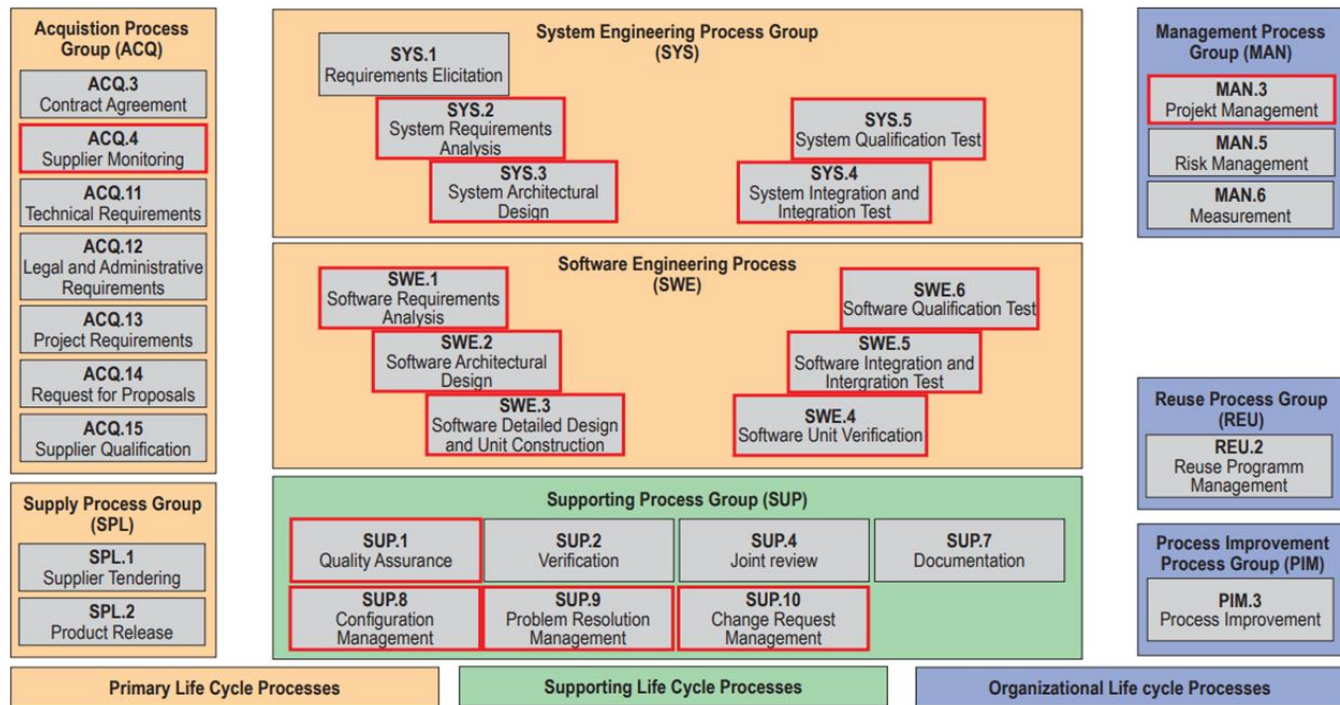 Acquistion Process
Group (ACQ)
ACQ.3
Contract Agreement
ACQ.4
Supplier Monitoring
ACQ.11
Technical Requirements
ACQ.12
Legal and Administrative
Requirements
ACQ.13
Project Requirements
ACQ.14
Request for Proposals
ACQ.15
Supplier Qualification
Supply Process Group
(SPL)
SPL.1
Supplier Tendering
SPL.2
Product Release
System Engineering Process Group
(SYS)
SYS.1
Requirements Elicitation
SYS.2
System Requirements
Analysis
SYS.3
System Architectural
Design
SYS.5
System Qualification Test
SYS.4
System Integration and
Integration Test
Software Engineering Process
(SWE)
SWE.1
Software Requirements
Analysis
SWE.2
Software Architectural
Design
SWE.3
Software Detailed Design
and Unit Construction
SWE.6
Software Qualification Test
SWE.5
Software Integration and
Intergration Test
SWE.4
Software Unit Verification
Supporting Process Group (SUP)
SUP.1
Quality Assurance
SUP.2
Verification
SUP.4
Joint review
SUP.7
Documentation
SUP.8
Configuration
Management
SUP.9
Problem Resolution
Management
SUP.10
Change Request
Management
Management Process
Group (MAN)
MAN.3
Projekt Management
MAN.5
Risk Management
MAN.6
Measurement
Reuse Process Group
(REU)
REU.2
Reuse Programm
Management
Process Improvement
Process Group (PIM)
PIM.3
Process Improvement
Primary Life Cycle Processes
Supporting Life Cycle Processes
Organizational Life cycle Processes